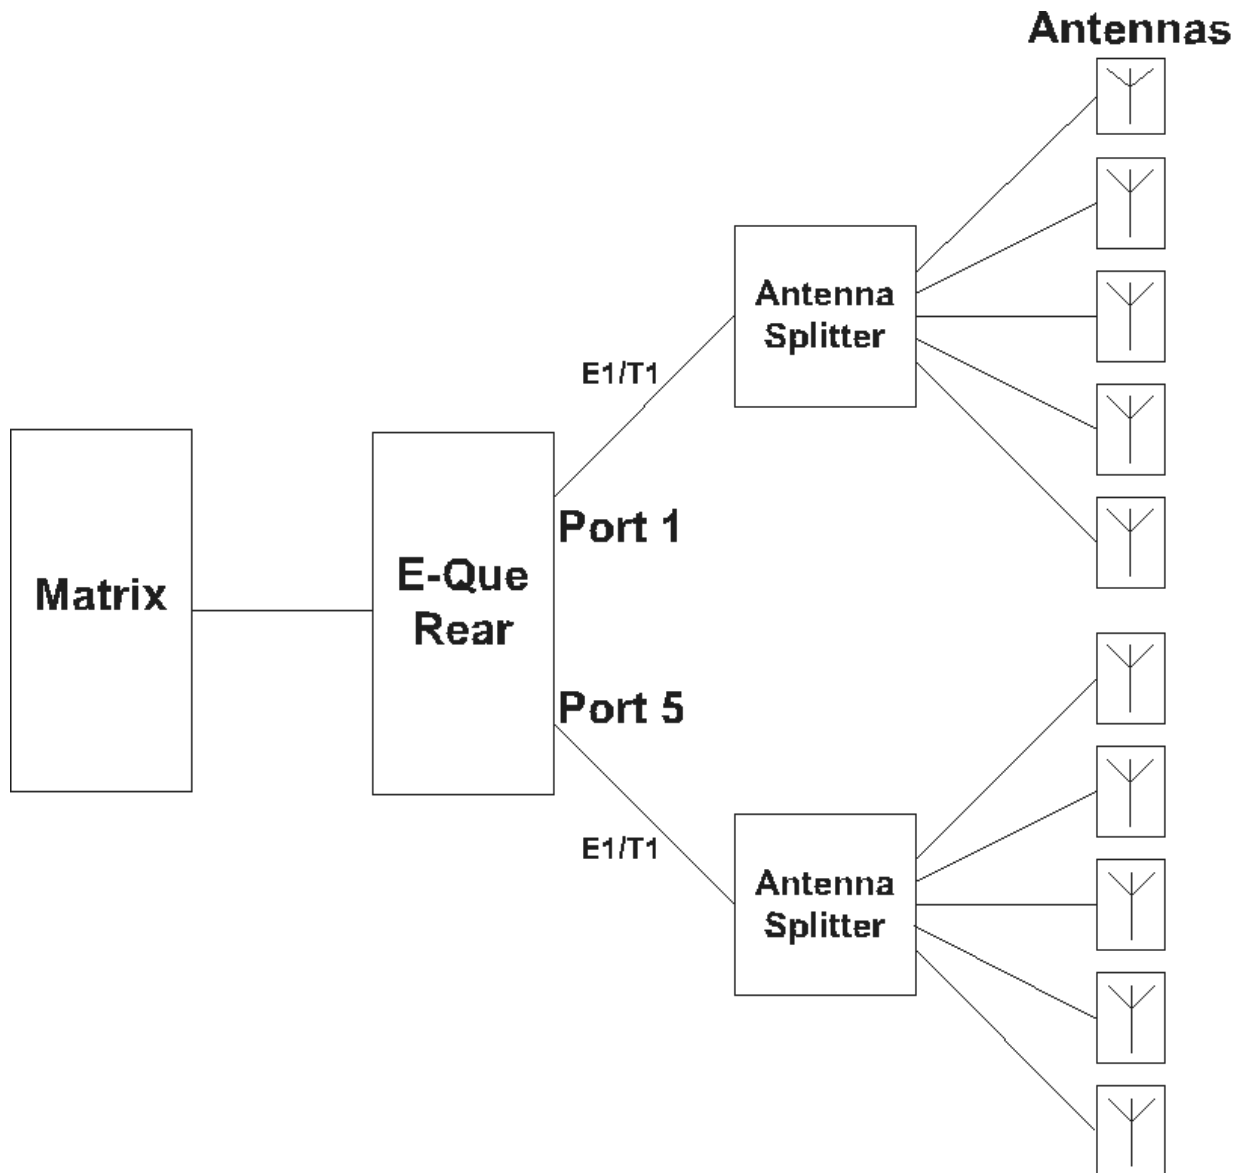 Antennas
Antenna
Splitter
E1/T1
Port 1
Matrix
E-Que
Rear
Port 5
E1/T1
Antenna
Splitter